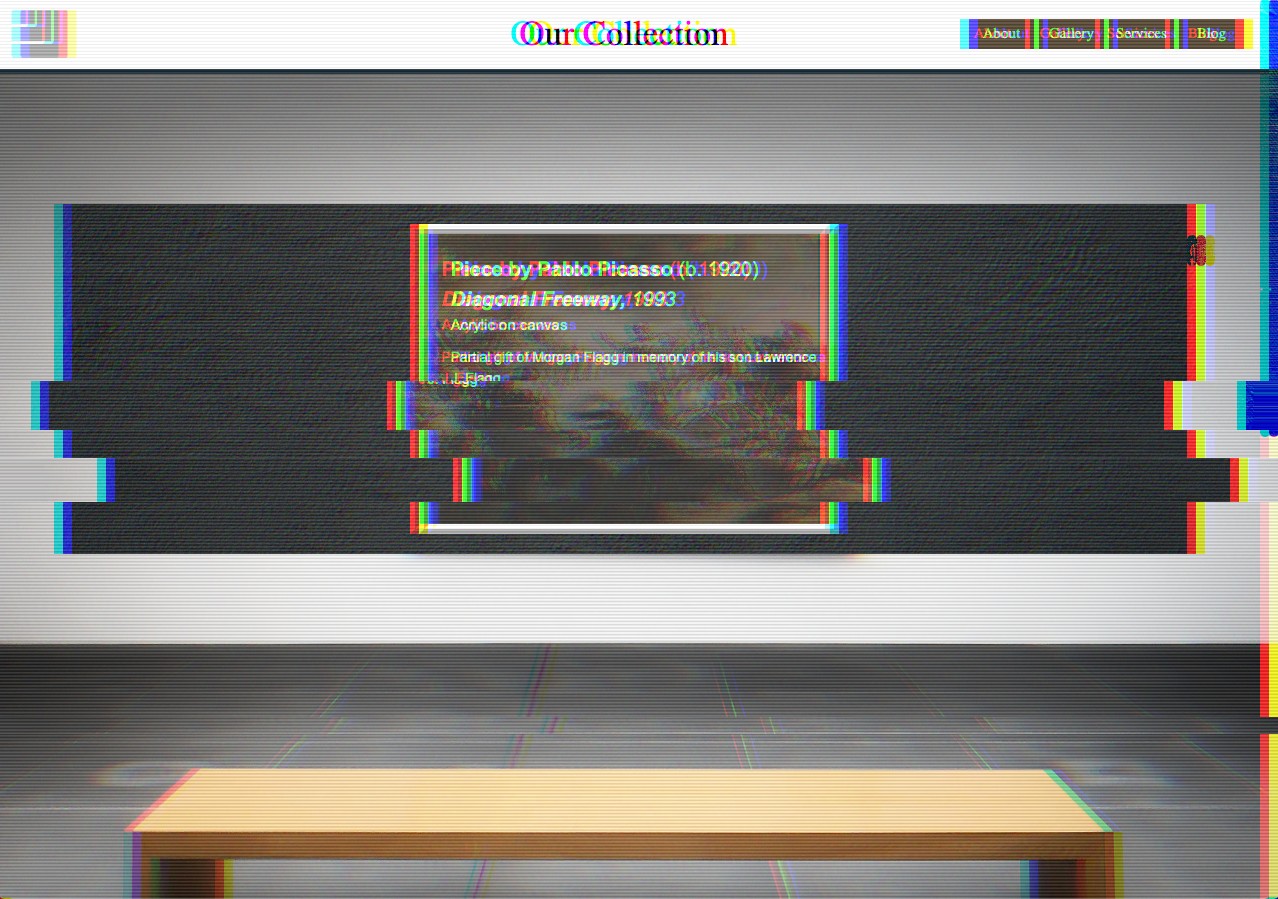 Our Collection
About Gallery Services Blog
Piece by Pablo Picasso (b. 1920)
Diagonal Freeway, 1993
Acrylic on canvas
Partial gift of Morgan Flagg in memory of his son Lawrence
J. Flagg